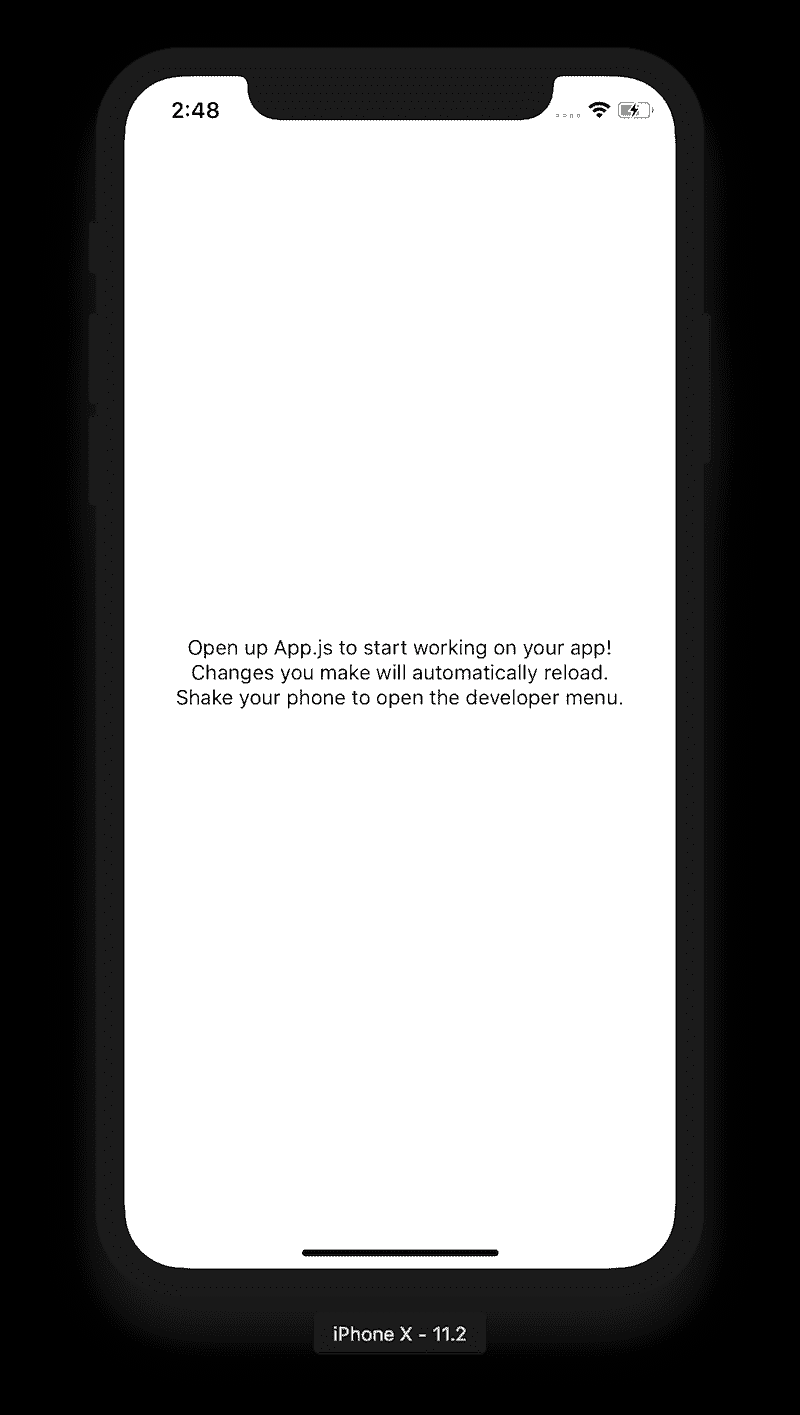 2:48
Open up App.js to start working on your app!
Changes you make will automatically reload.
Shake your phone to open the developer menu.
iPhone X - 11.2